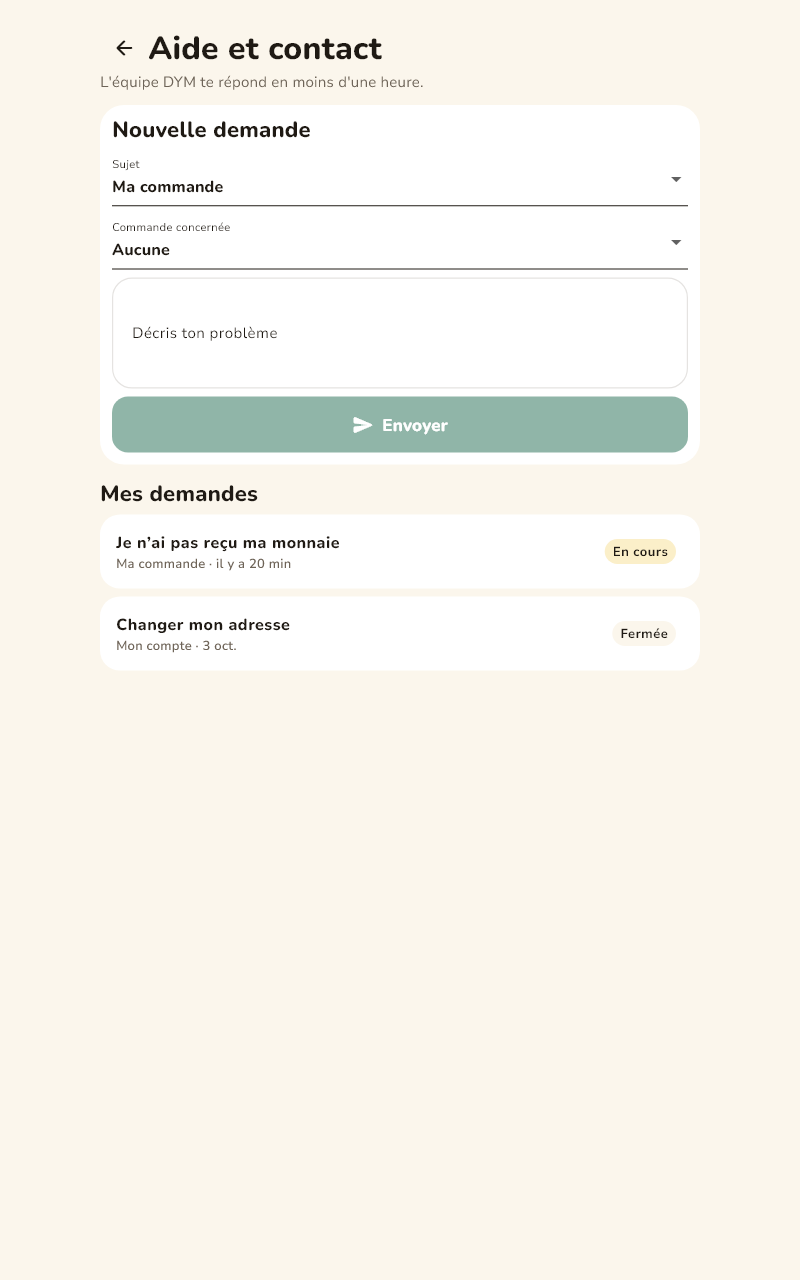 Aide et contact
L'équipe DYM te répond en moins d'une heure.
Nouvelle demande
Sujet
Ma commande
Commande concernée
Aucune
Décris ton problème
Envoyer
Mes demandes
Je n’ai pas reçu ma monnaie
Ma commande · il y a 20 min
En cours
Changer mon adresse
Mon compte · 3 oct.
Fermée